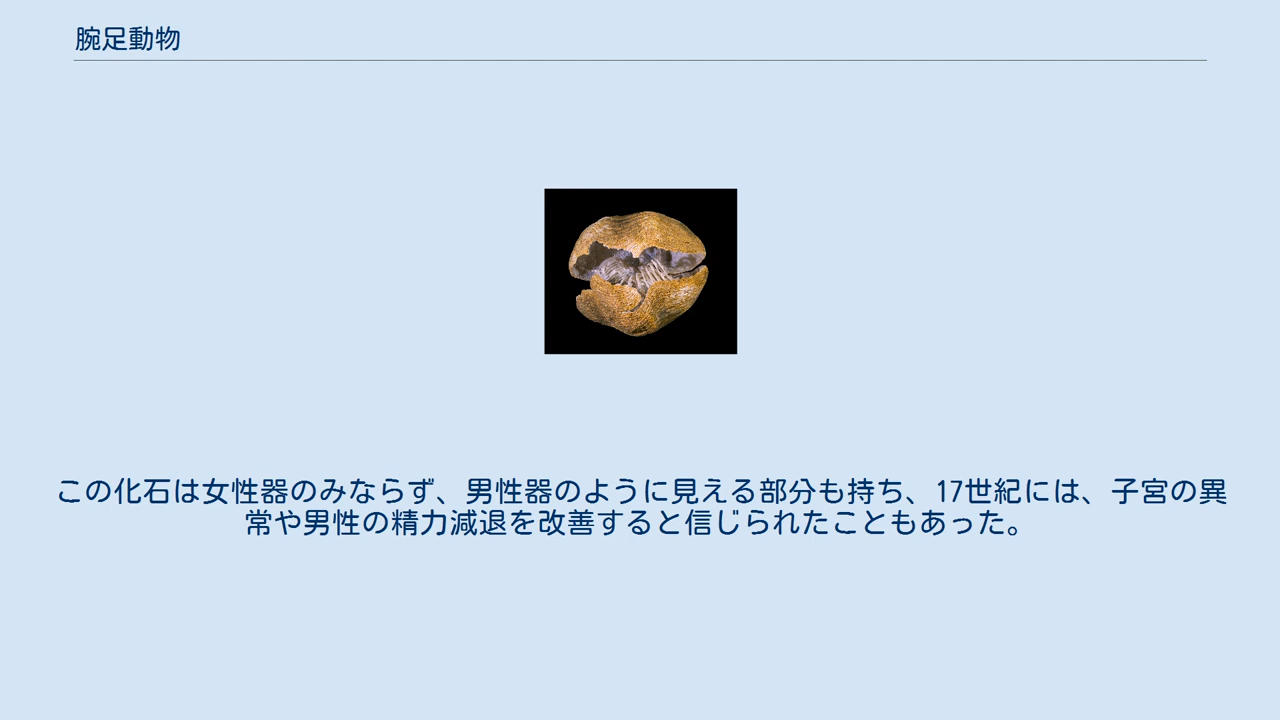 腕足動物
この化石は女性器のみならず、男性器のように見える部分も持ち、17世紀には、子宮の異
常や男性の精力減退を改善すると信じられたこともあった。